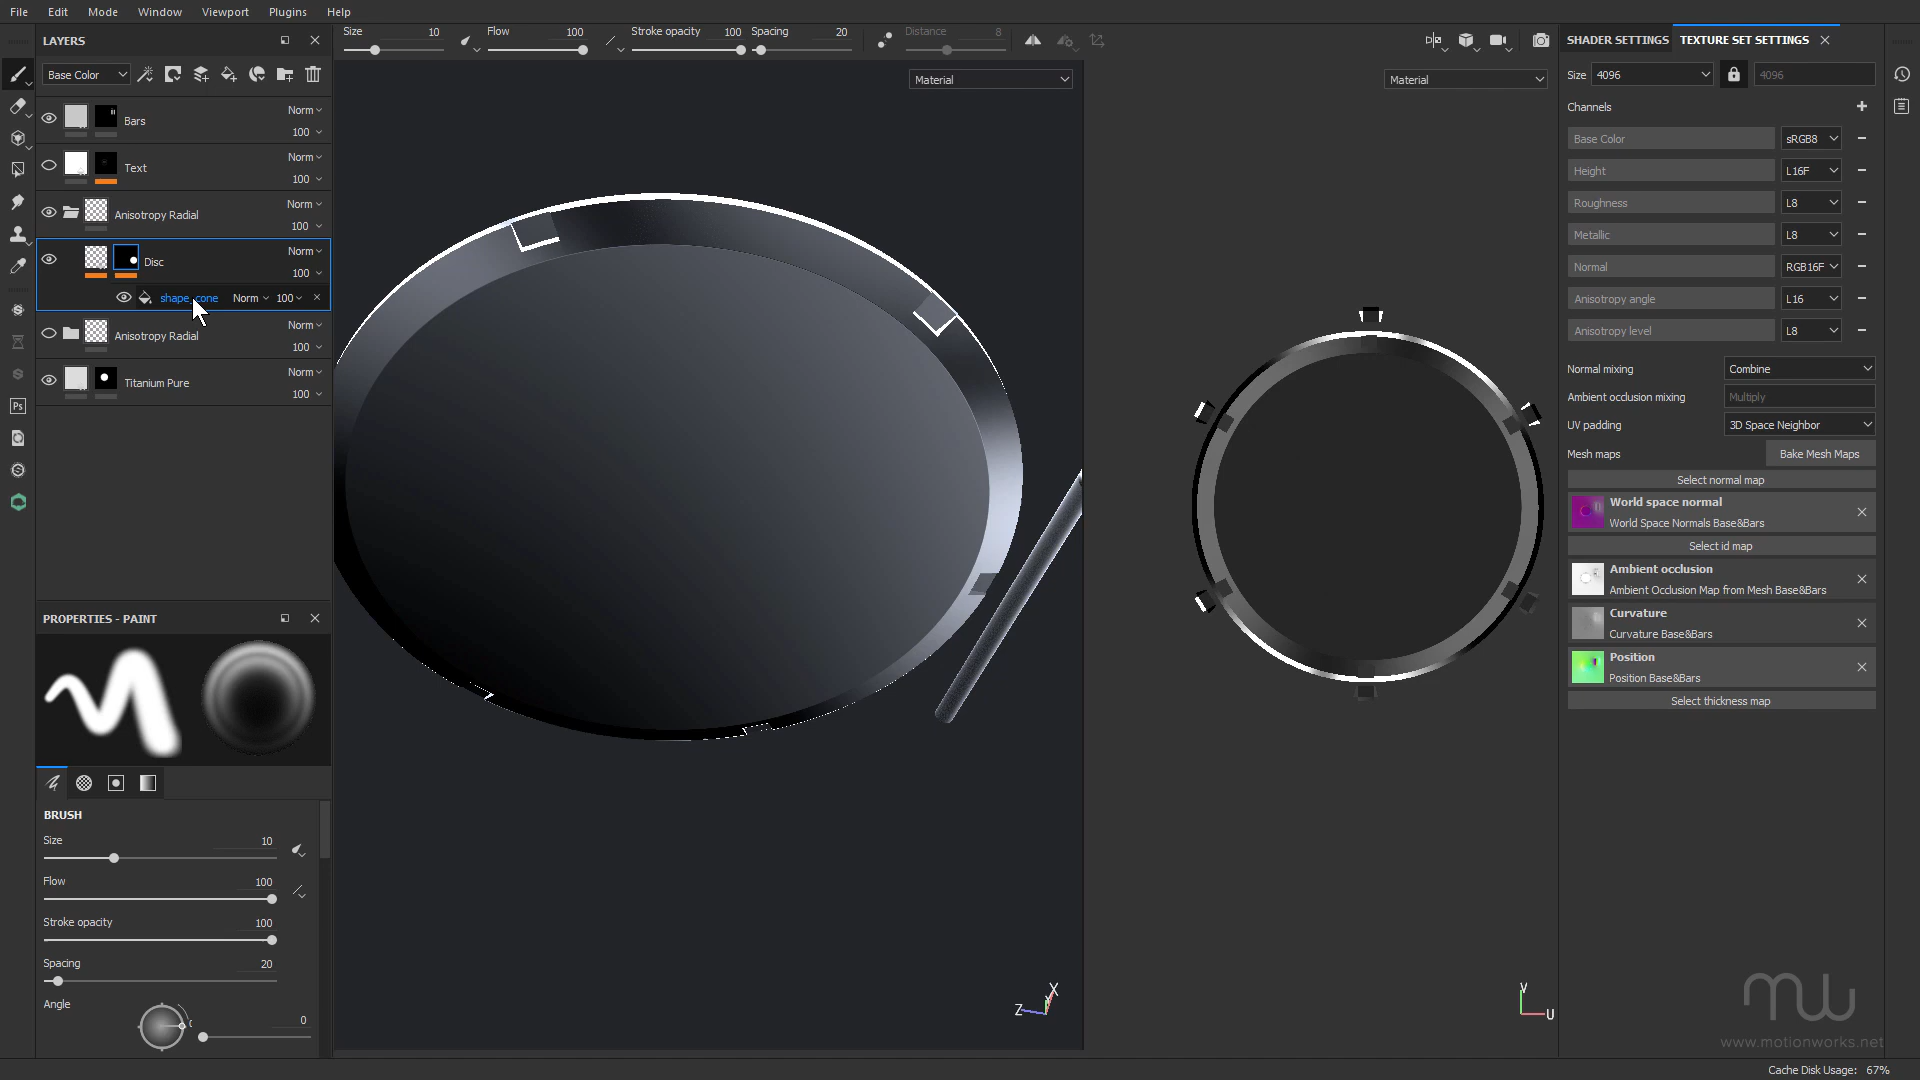 File Edit Mode Window Viewport Plugins Help
LAYERS
Size 10 Flow 100 Stroke opacity 100 Spacing 20 Distance 8
SHADER SETTINGS TEXTURE SET SETTINGS
Base Color
Material
Material
Size 4096 4096
Channels
Bars Norm 100
Text Norm 100
Anisotropy Radial Norm 100
Disc Norm 100
shape_cone Norm 100
Anisotropy Radial Norm 100
Titanium Pure Norm 100
Base Color sRGB8
Height L16F
Roughness L8
Metallic L8
Normal RGB16F
Anisotropy angle L16
Anisotropy level L8
Normal mixing Combine
Ambient occlusion mixing Multiply
UV padding 3D Space Neighbor
Mesh maps Bake Mesh Maps
Select normal map
World space normal
World Space Normals Base&Bars
Select id map
Ambient occlusion
Ambient Occlusion Map from Mesh Base&Bars
Curvature
Curvature Base&Bars
Position
Position Base&Bars
Select thickness map
PROPERTIES - PAINT
BRUSH
Size 10
Flow 100
Stroke opacity 100
Spacing 20
Angle 0
Ps
X
Y
Z
V
U
mw
www.motionworks.net
Cache Disk Usage: 67%